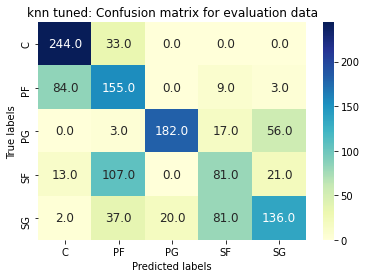 knn tuned: Confusion matrix for evaluation data
C 244.0 33.0 0.0 0.0 0.0
PF 84.0 155.0 0.0 9.0 3.0
PG 0.0 3.0 182.0 17.0 56.0
SF 13.0 107.0 0.0 81.0 21.0
SG 2.0 37.0 20.0 81.0 136.0
C PF PG SF SG
True labels
Predicted labels
200
150
100
50
0